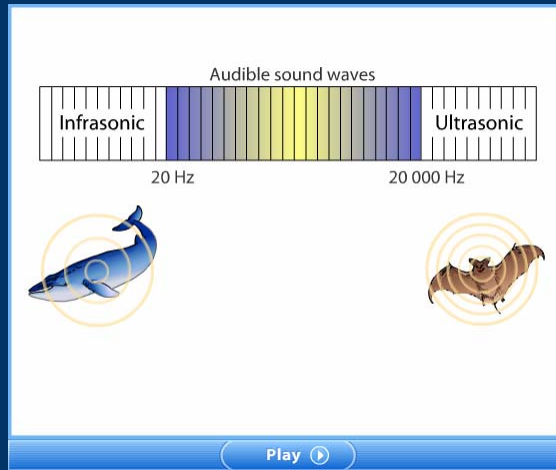 Audible sound waves
Infrasonic
Ultrasonic
20 Hz
20 000 Hz
Play